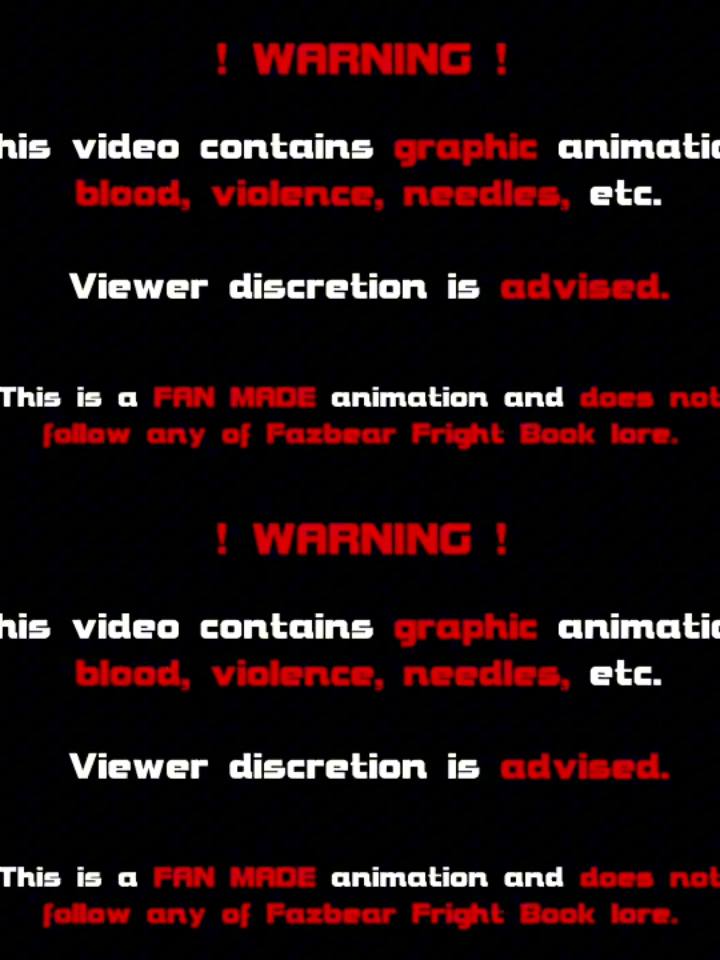 ! WARNING !
his video contains graphic animatio
blood, violence, needles, etc.
Viewer discretion is advised.
This is a FAN MADE animation and does not
follow any of Fazbear Fright Book lore.
! WARNING !
his video contains graphic animatio
blood, violence, needles, etc.
Viewer discretion is advised.
This is a FAN MADE animation and does not
follow any of Fazbear Fright Book lore.